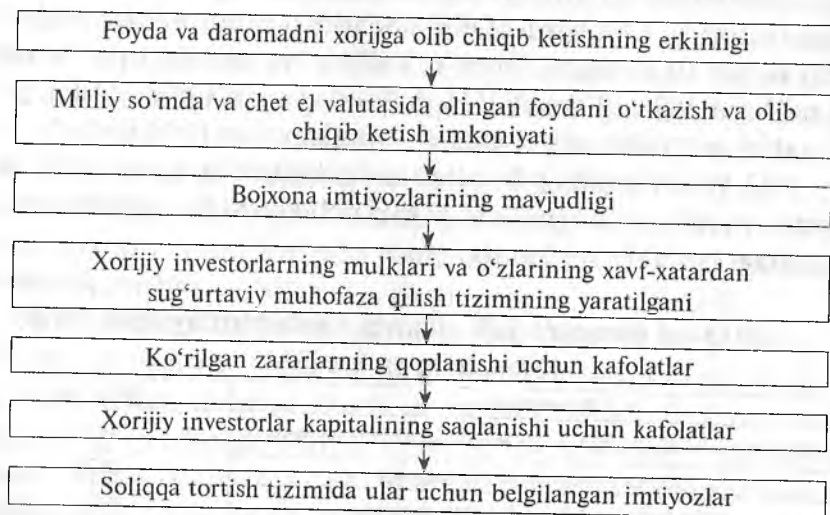 Foyda va daromadni xorijga olib chiqib ketishning erkinligi
Milliy so‘mda va chet el valutasida olingan foydani o‘tkazish va olib
chiqib ketish imkoniyati
Bojxona imtiyozlarining mavjudligi
Xorijiy investorlarning mulklari va o‘zlarining xavf-xatardan
sug‘urtaviy muhofaza qilish tizimining yaratilgani
Ko‘rilgan zararlarning qoplanishi uchun kafolatlar
Xorijiy investorlar kapitalining saqlanishi uchun kafolatlar
Soliqqa tortish tizimida ular uchun belgilangan imtiyozlar